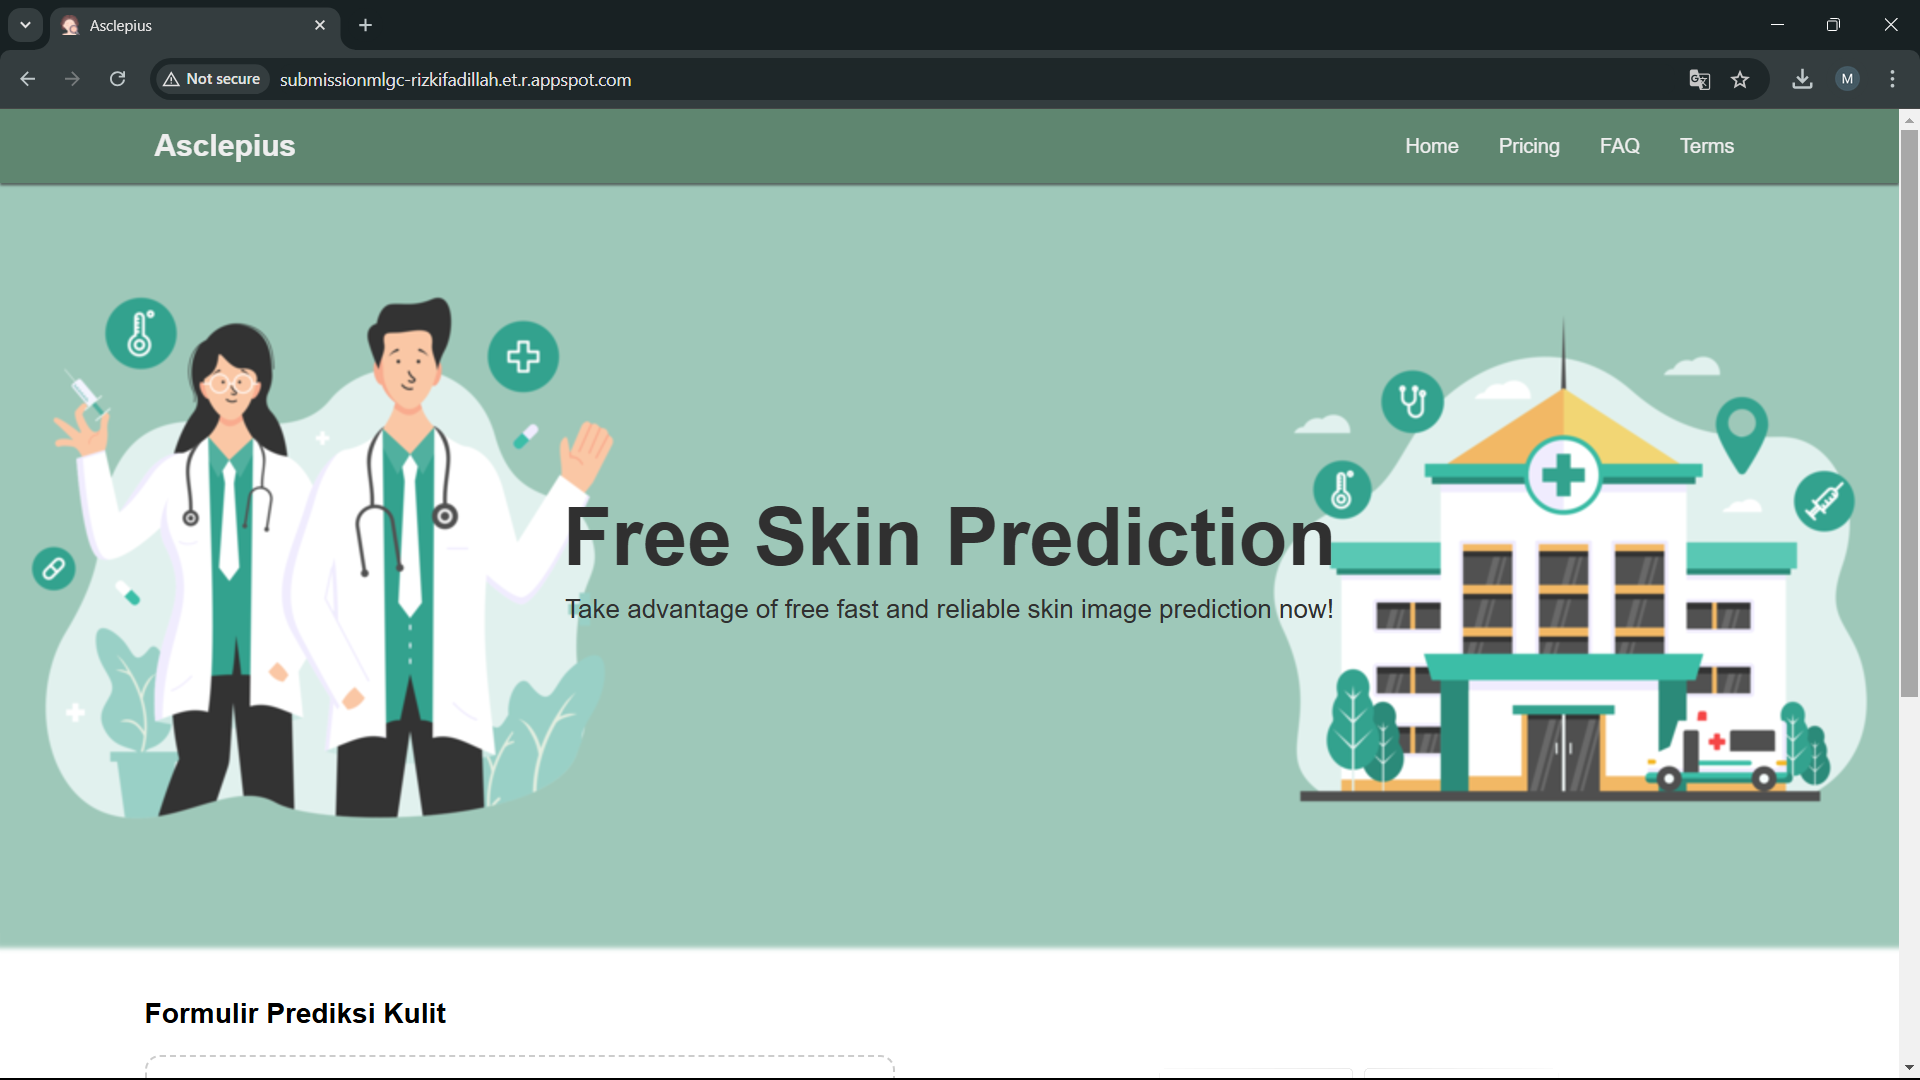 Asclepius
Not secure
submissionmlgc-rizkifadillah.et.r.appspot.com
M
Asclepius
Home
Pricing
FAQ
Terms
Free Skin Prediction
Take advantage of free fast and reliable skin image prediction now!
Formulir Prediksi Kulit